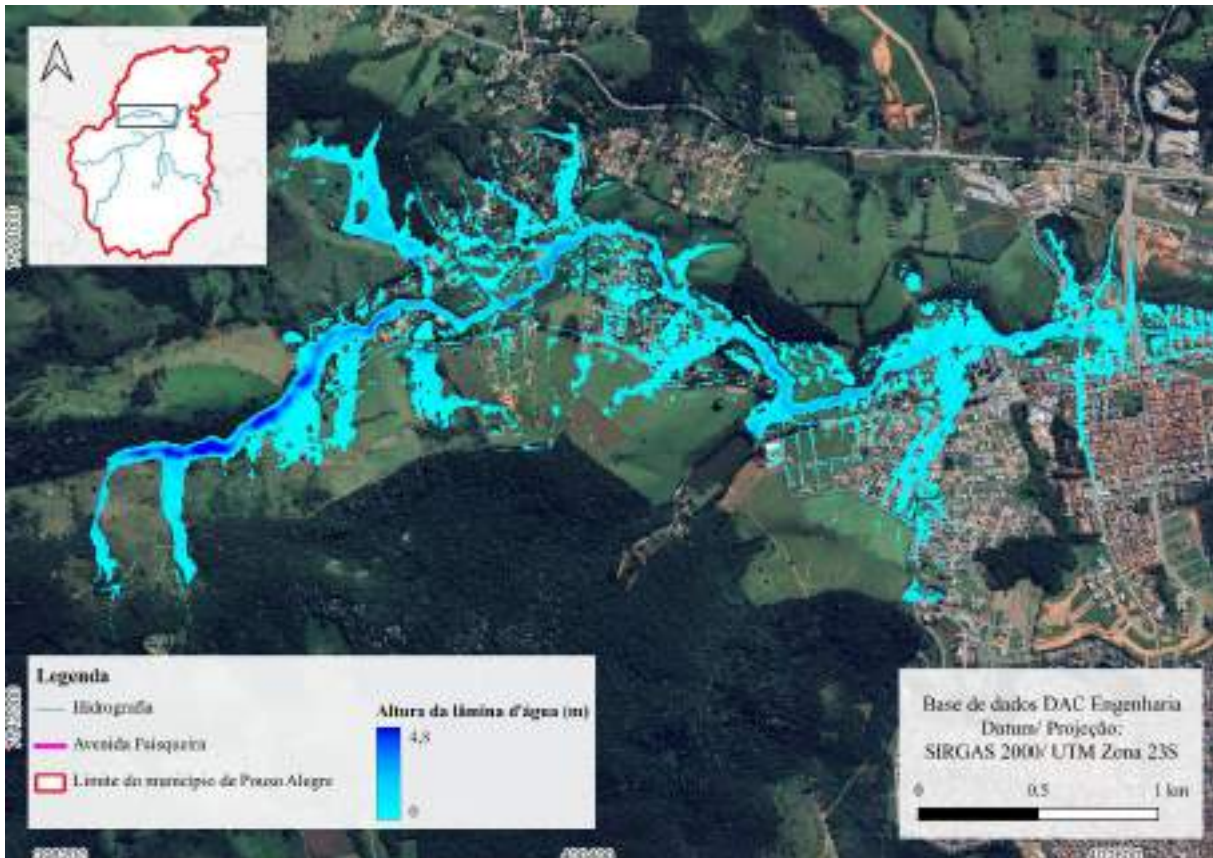 Legenda
Hidrografia
Avenida Faisqueira
Limite do município de Pouso Alegre
Altura da lâmina d'água (m)
4,8
0
Base de dados DAC Engenharia
Datum/ Projeção:
SIRGAS 2000/ UTM Zona 23S
0 0,5 1 km